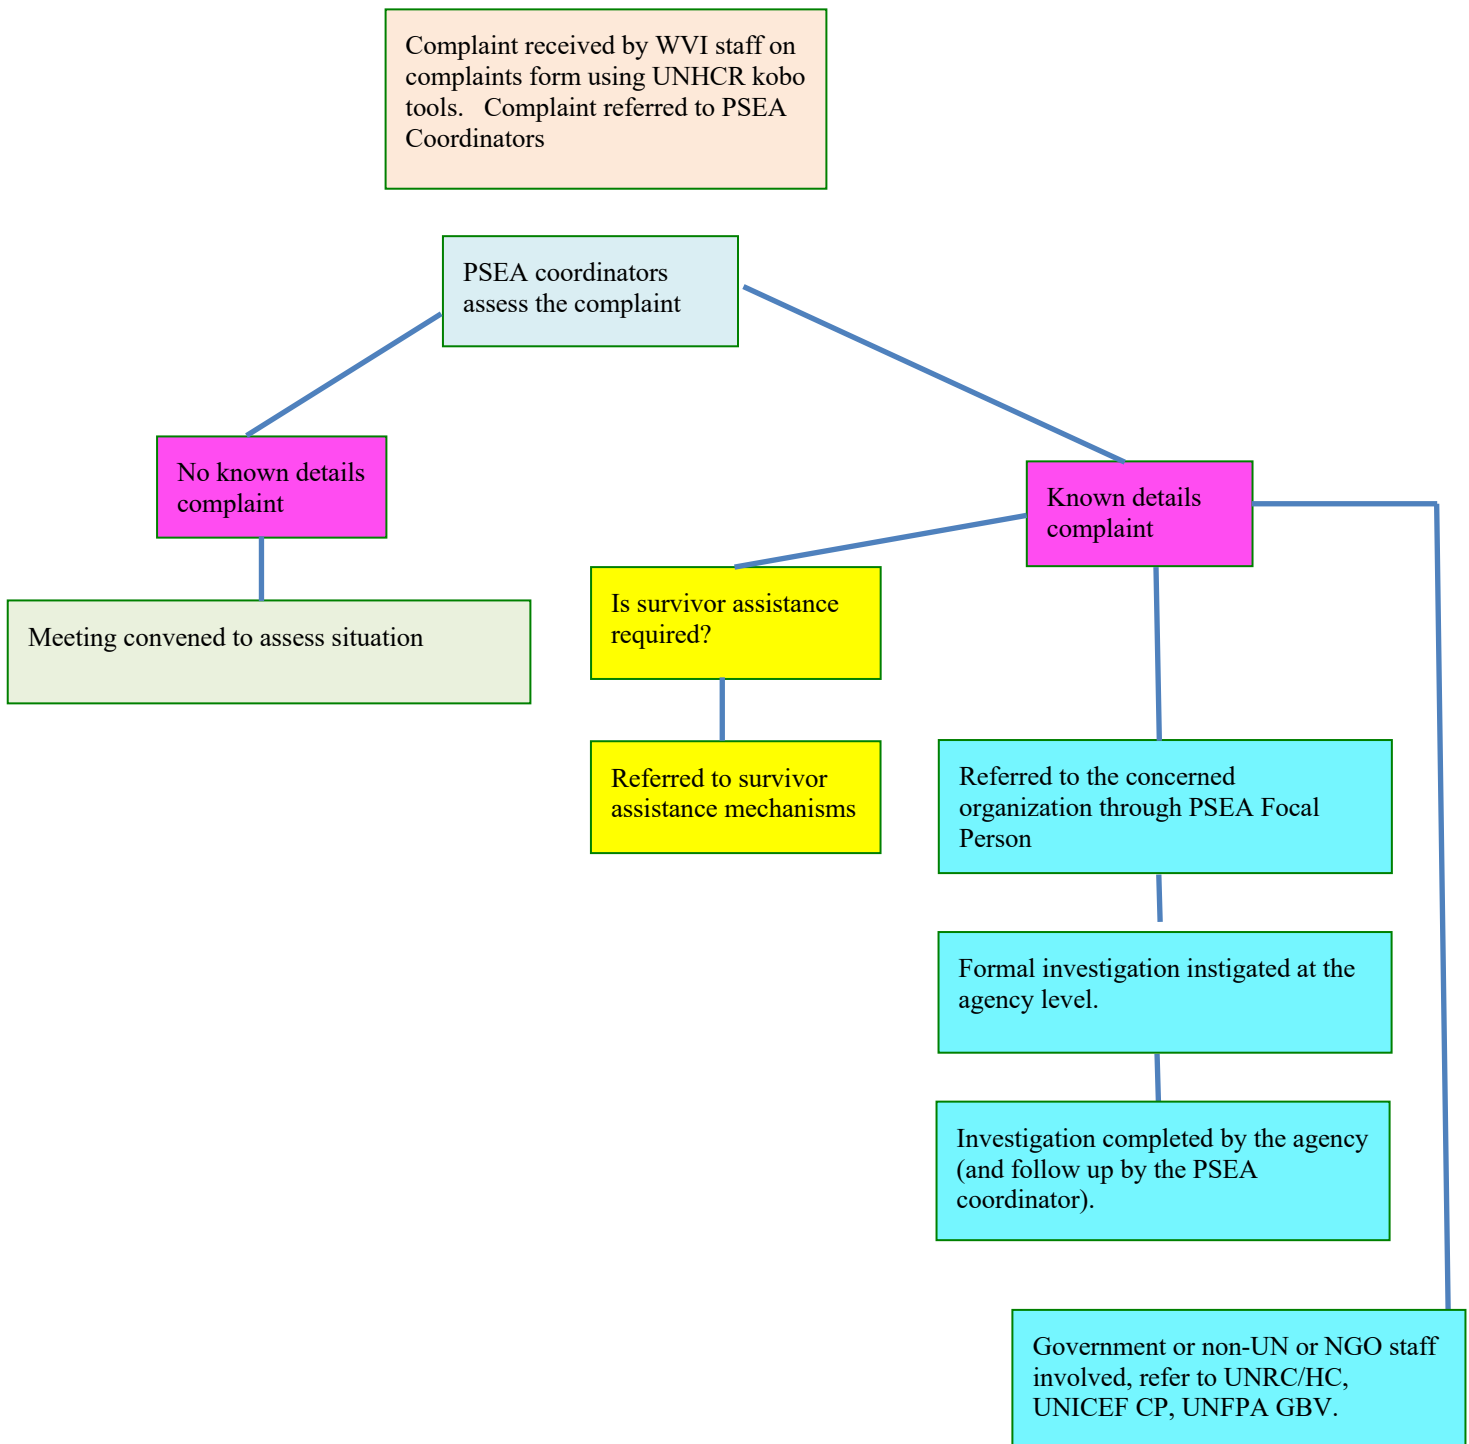 Complaint received by WVI staff on
complaints form using UNHCR kobo
tools.   Complaint referred to PSEA
Coordinators
PSEA coordinators
assess the complaint
No known details
complaint
Known details
complaint
Is survivor assistance
required?
Meeting convened to assess situation
Referred to survivor
assistance mechanisms
Referred to the concerned
organization through PSEA Focal
Person
Formal investigation instigated at the
agency level.
Investigation completed by the agency
(and follow up by the PSEA
coordinator).
Government or non-UN or NGO staff
involved, refer to UNRC/HC,
UNICEF CP, UNFPA GBV.